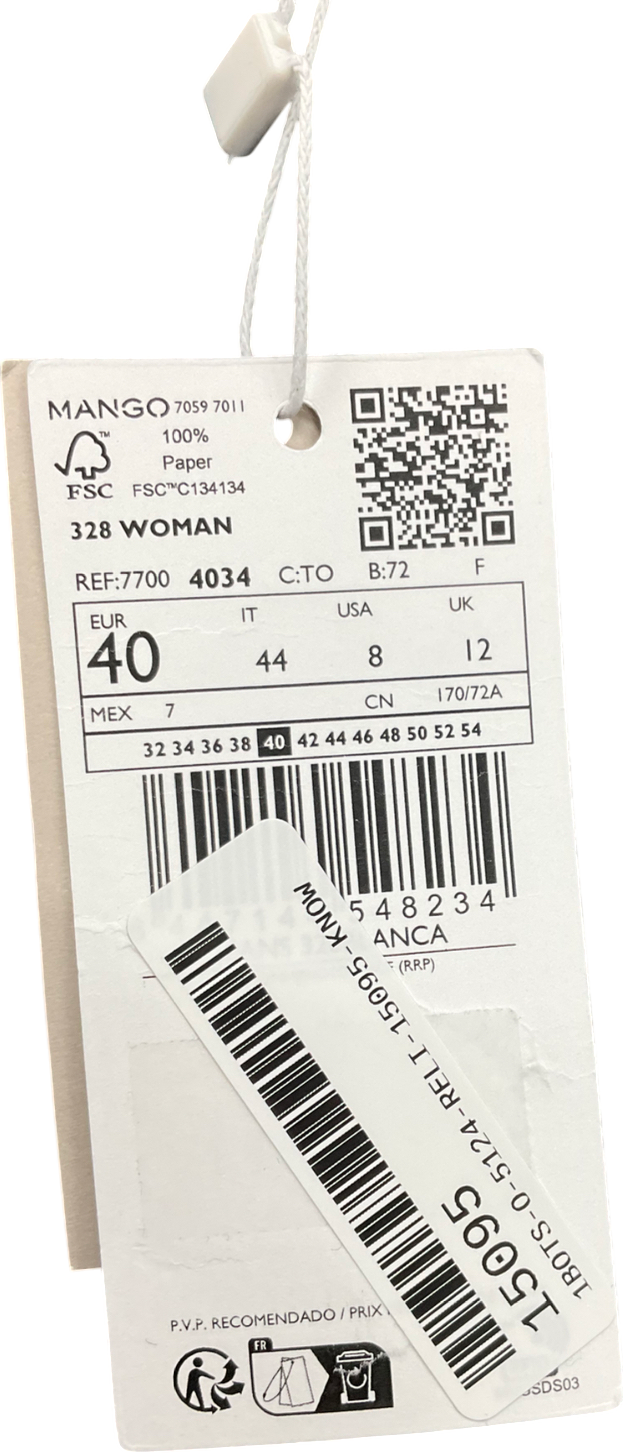 MANGO 7059 7011
FSC™
100%
Paper
FSC™C134134
328 WOMAN
REF:7700 4034 C:TO B:72 F
EUR IT USA UK
40 44 8 12
MEX 7 CN 170/72A
32 34 36 38 40 42 44 46 48 50 52 54
548234
ANCA
(RRP)
1BOTS-0-5124-RELI-15095-KNOW
15095
P.V.P. RECOMENDADO / PRIX
FR
SDS03